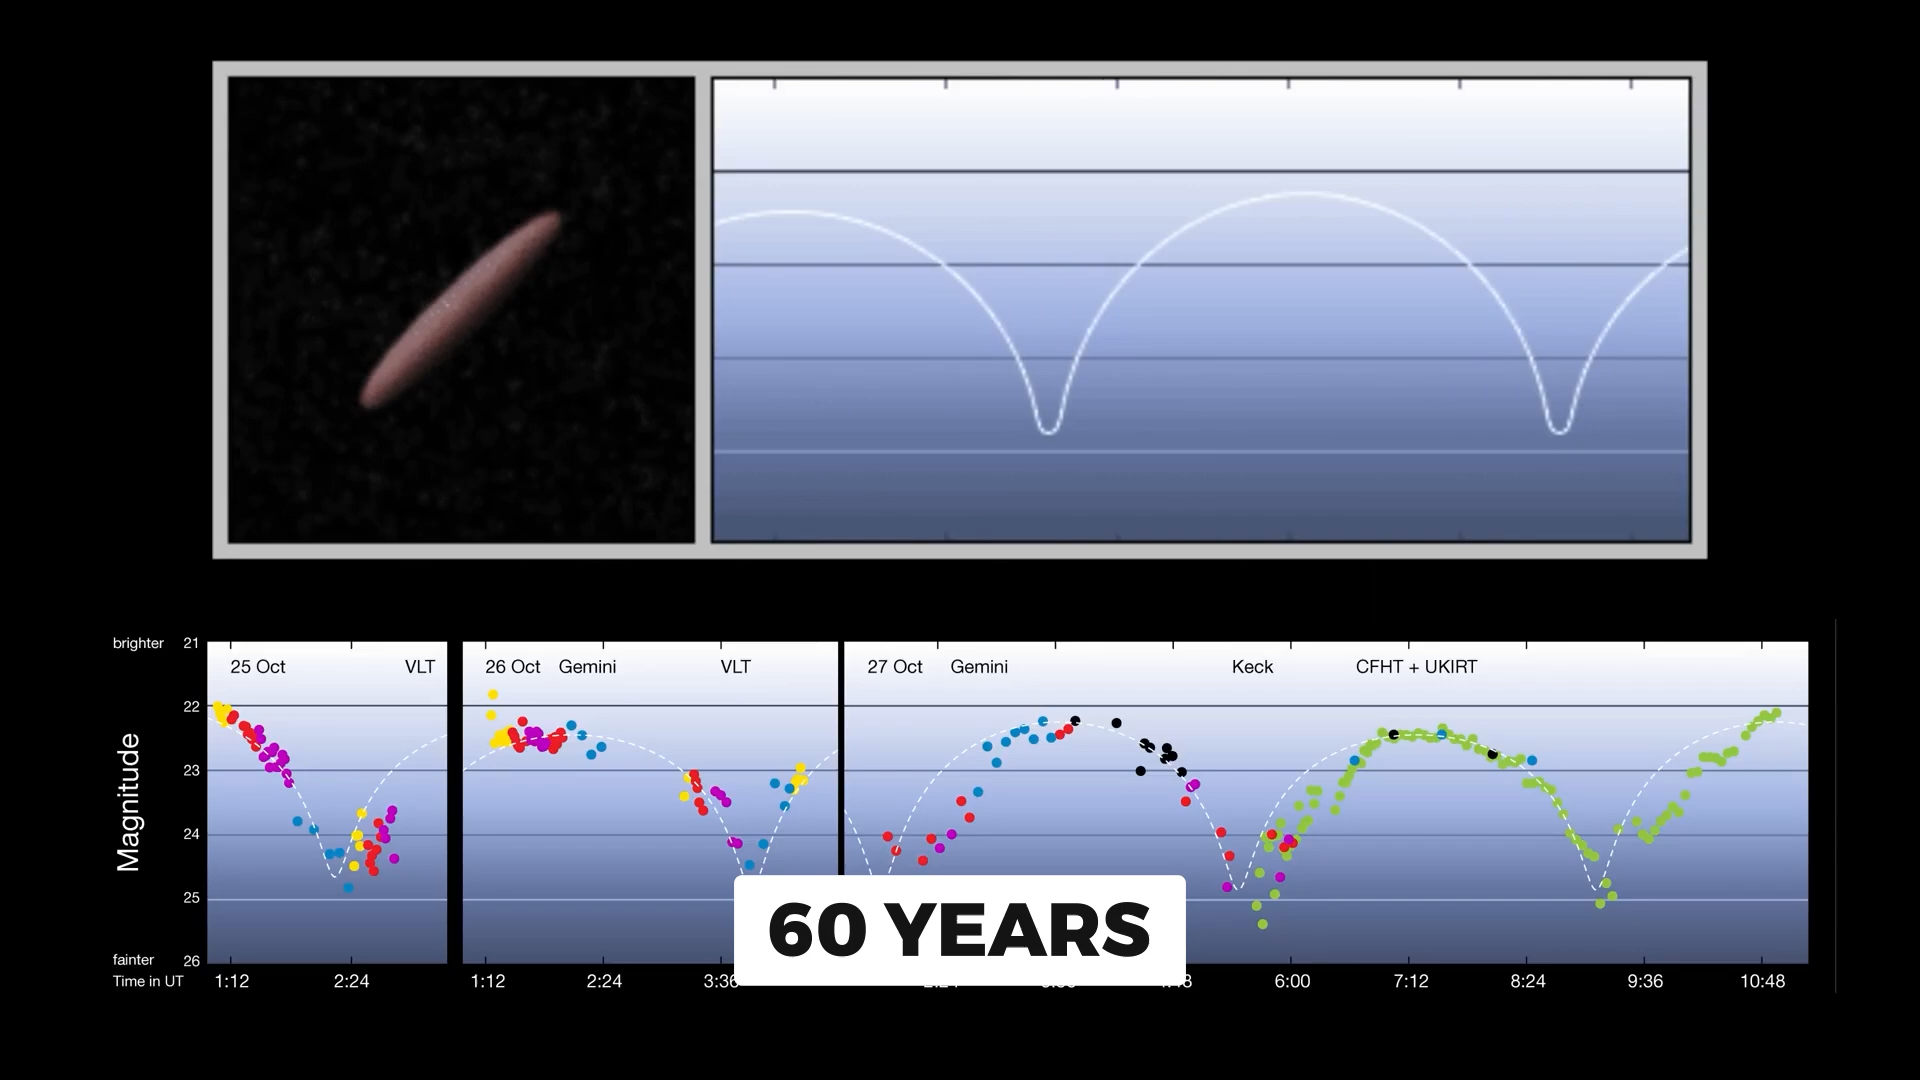 brighter 21
25 Oct VLT 26 Oct Gemini VLT 27 Oct Gemini Keck CFHT + UKIRT
22
23
Magnitude
24
25
60 YEARS
fainter 26
Time in UT 1:12 2:24 1:12 2:24 6:00 7:12 8:24 9:36 10:48